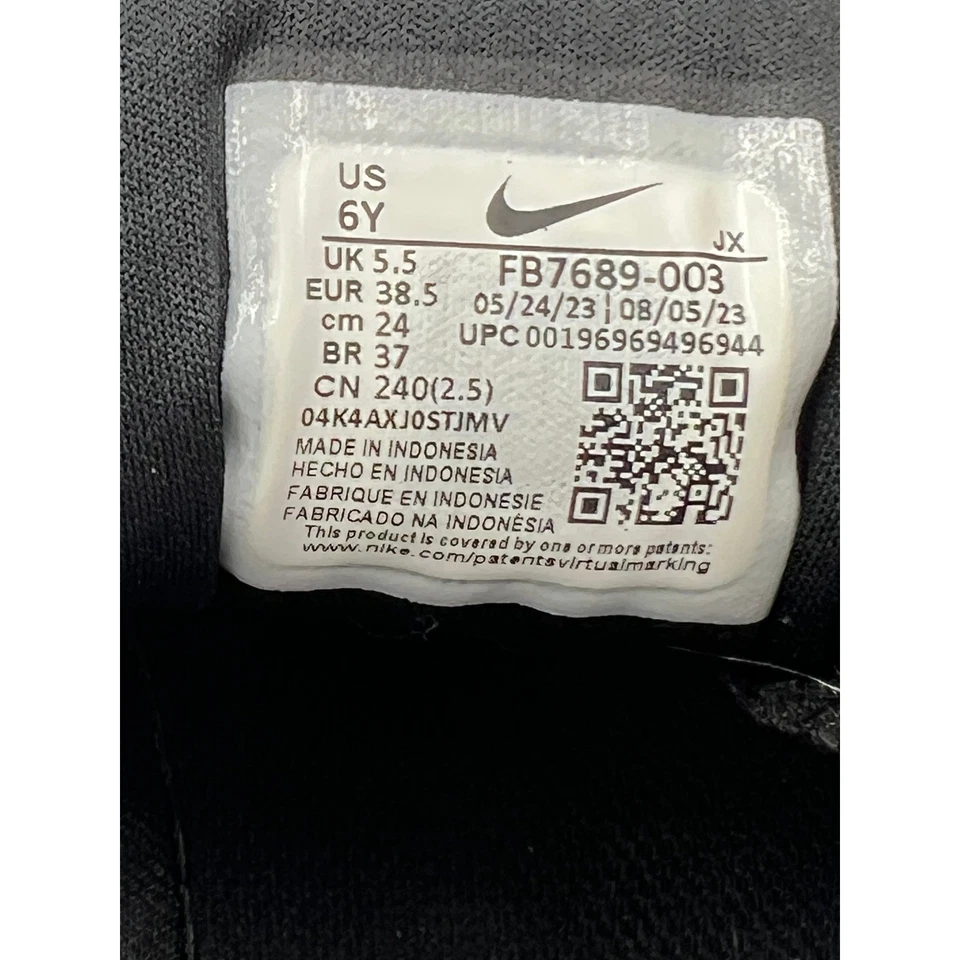 US
6Y
JX
UK 5.5
EUR 38.5
cm 24
BR 37
CN 240(2.5)
FB7689-003
05/24/23 | 08/05/23
UPC 00196969496944
04K4AXJ0STJMV
MADE IN INDONESIA
HECHO EN INDONESIA
FABRIQUE EN INDONESIE
FABRICADO NA INDONÉSIA
This product is covered by one or more patents:
www.nike.com/patentsvirtualmarking